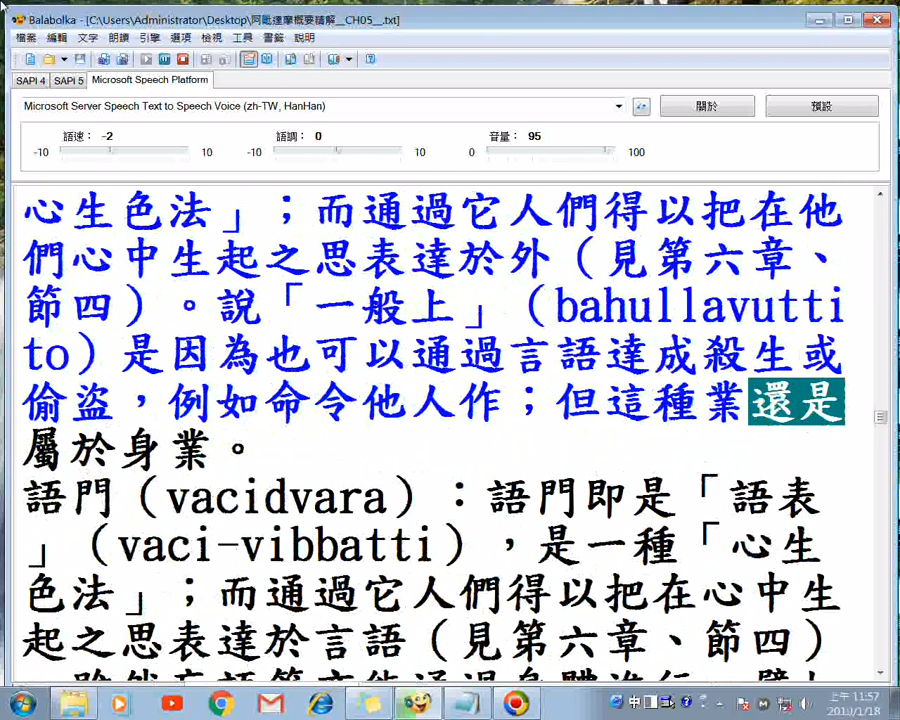 Balabolka - [C:\Users\Administrator\Desktop\阿毗達摩概要精解__CH05__.txt]
檔案 編輯 文字 朗讀 引擎 選項 檢視 工具 書籤 說明
SAPI 4 SAPI 5 Microsoft Speech Platform
Microsoft Server Speech Text to Speech Voice (zh-TW, HanHan) 關於 預設
語速： -2 語調： 0 音量： 95
-10 10 -10 10 0 100
心生色法」；而通過它人們得以把在他
們心中生起之思表達於外（見第六章、
節四）。說「一般上」（bahullavutti
to）是因為也可以通過言語達成殺生或
偷盜，例如命令他人作；但這種業還是
屬於身業。
語門（vacidvara）：語門即是「語表
」（vaci-vibbatti），是一種「心生
色法」；而通過它人們得以把在心中生
起之思表達於言語（見第六章、節四）
中
上午 11:57
2019/1/18